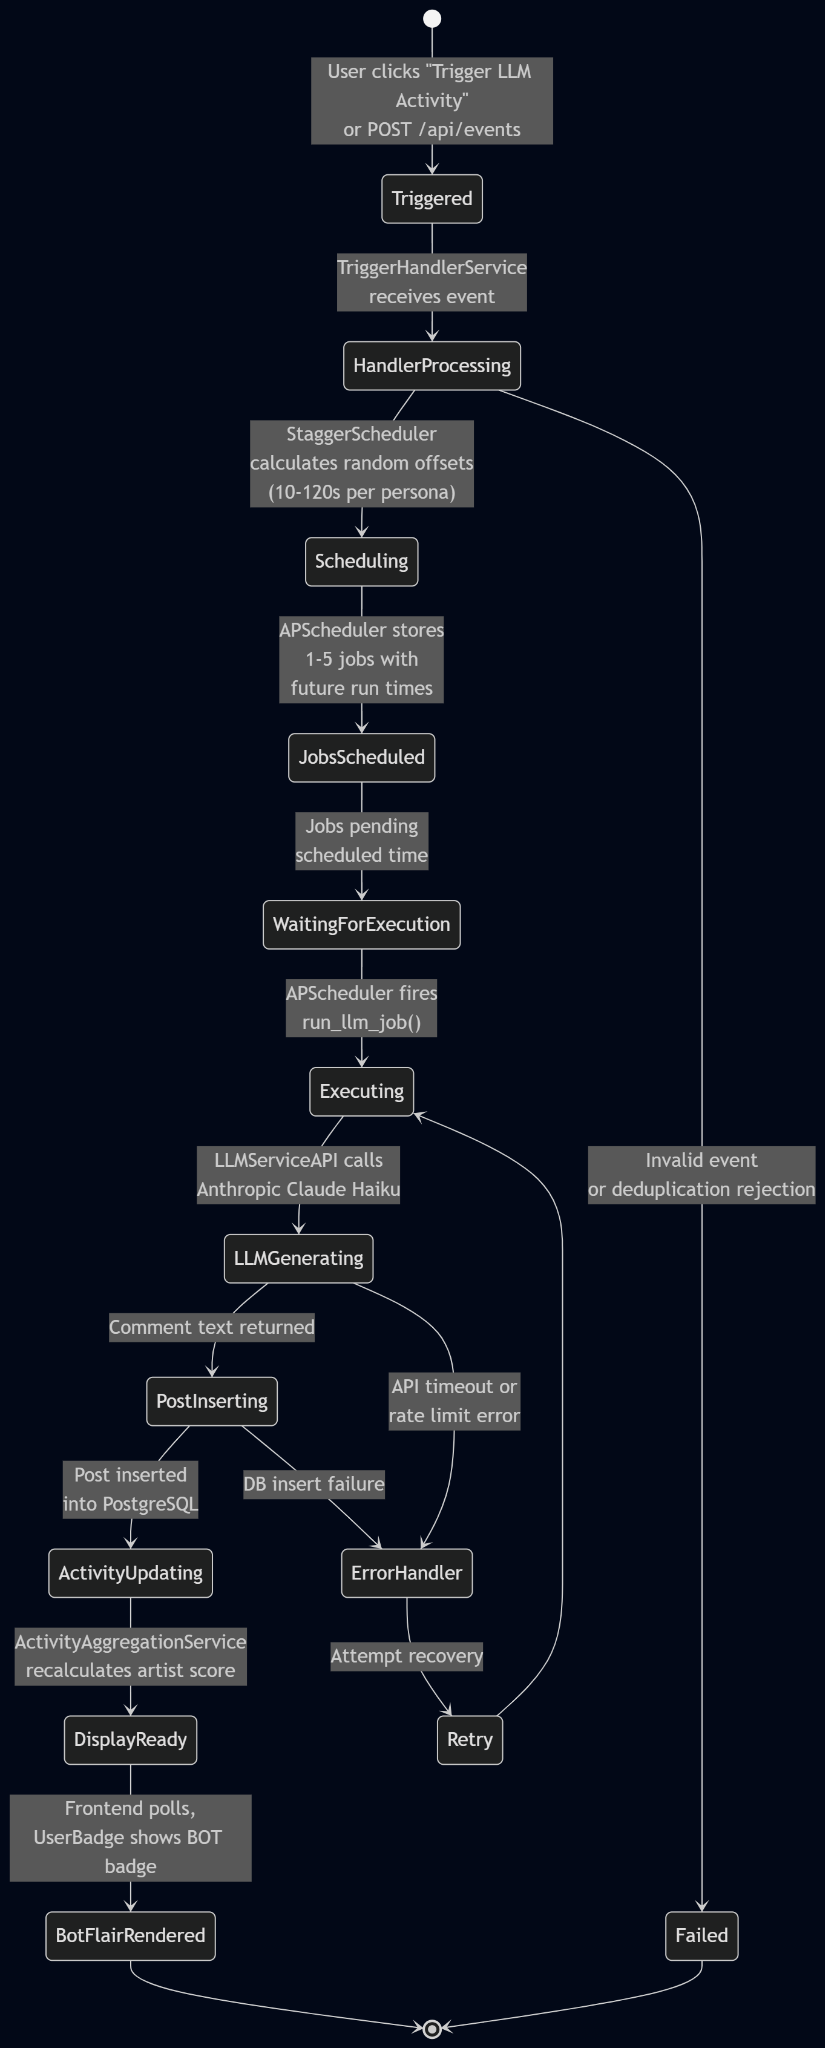 User clicks "Trigger LLM
Activity"
or POST /api/events
Triggered
TriggerHandlerService
receives event
HandlerProcessing
StaggerScheduler
calculates random offsets
(10-120s per persona)
Scheduling
APScheduler stores
1-5 jobs with
future run times
JobsScheduled
Jobs pending
scheduled time
WaitingForExecution
APScheduler fires
run_llm_job()
Executing
LLMServiceAPI calls
Anthropic Claude Haiku
Invalid event
or deduplication rejection
LLMGenerating
Comment text returned
API timeout or
rate limit error
PostInserting
Post inserted
into PostgreSQL
DB insert failure
ActivityUpdating
ErrorHandler
ActivityAggregationService
recalculates artist score
Attempt recovery
DisplayReady
Retry
Frontend polls,
UserBadge shows BOT
badge
BotFlairRendered
Failed